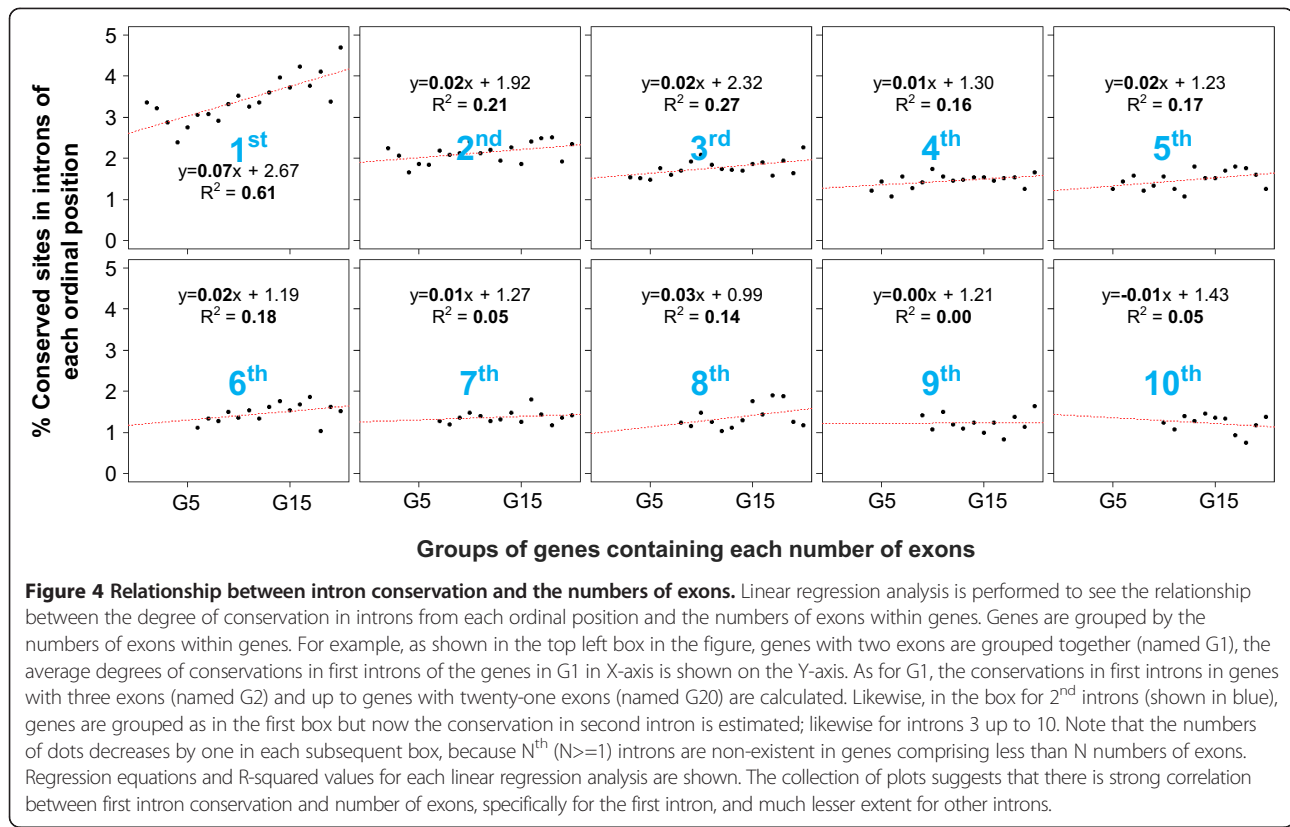 % Conserved sites in introns of
each ordinal position
5
4
3
2
1
0
1st
y=0.07x + 2.67
R2 = 0.61
y=0.02x + 1.92
R2 = 0.21
2nd
y=0.02x + 2.32
R2 = 0.27
3rd
y=0.01x + 1.30
R2 = 0.16
4th
y=0.02x + 1.23
R2 = 0.17
5th
5
4
3
2
1
0
y=0.02x + 1.19
R2 = 0.18
6th
y=0.01x + 1.27
R2 = 0.05
7th
y=0.03x + 0.99
R2 = 0.14
8th
y=0.00x + 1.21
R2 = 0.00
9th
y=-0.01x + 1.43
R2 = 0.05
10th
G5 G15 G5 G15 G5 G15 G5 G15 G5 G15
Groups of genes containing each number of exons
Figure 4 Relationship between intron conservation and the numbers of exons. Linear regression analysis is performed to see the relationship
between the degree of conservation in introns from each ordinal position and the numbers of exons within genes. Genes are grouped by the
numbers of exons within genes. For example, as shown in the top left box in the figure, genes with two exons are grouped together (named G1), the
average degrees of conservations in first introns of the genes in G1 in X-axis is shown on the Y-axis. As for G1, the conservations in first introns in genes
with three exons (named G2) and up to genes with twenty-one exons (named G20) are calculated. Likewise, in the box for 2nd introns (shown in blue),
genes are grouped as in the first box but now the conservation in second intron is estimated; likewise for introns 3 up to 10. Note that the numbers
of dots decreases by one in each subsequent box, because Nth (N>=1) introns are non-existent in genes comprising less than N numbers of exons.
Regression equations and R-squared values for each linear regression analysis are shown. The collection of plots suggests that there is strong correlation
between first intron conservation and number of exons, specifically for the first intron, and much lesser extent for other introns.